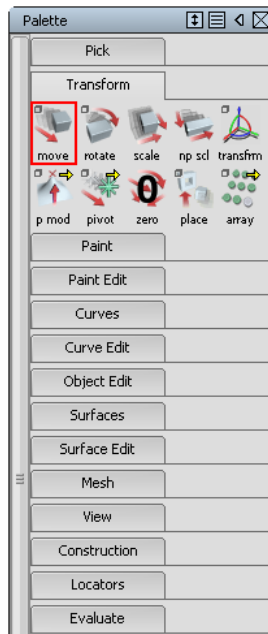 Palette
Pick
Transform
move rotate scale np scl transfrm
p mod pivot zero place array
Paint
Paint Edit
Curves
Curve Edit
Object Edit
Surfaces
Surface Edit
Mesh
View
Construction
Locators
Evaluate